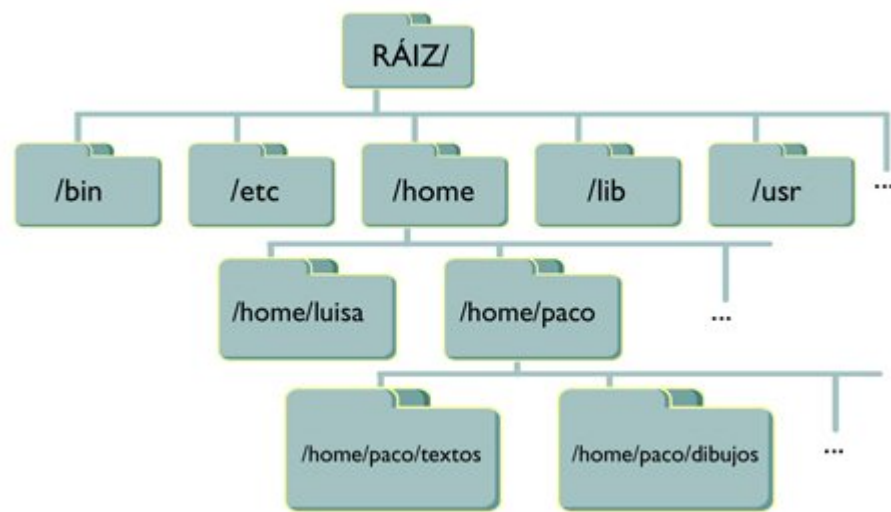 RÁIZ/
/bin
/etc
/home
/lib
/usr
...
/home/luisa
/home/paco
...
/home/paco/textos
/home/paco/dibujos
...